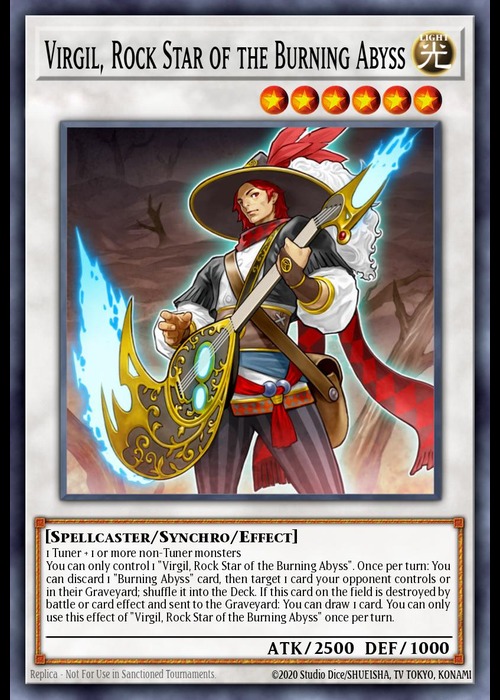 Virgil, Rock Star of the Burning Abyss
LIGHT
光
[Spellcaster/Synchro/Effect]
1 Tuner + 1 or more non-Tuner monsters
You can only control 1 "Virgil, Rock Star of the Burning Abyss". Once per turn: You
can discard 1 "Burning Abyss" card, then target 1 card your opponent controls or
in their Graveyard; shuffle it into the Deck. If this card on the field is destroyed by
battle or card effect and sent to the Graveyard: You can draw 1 card. You can only
use this effect of "Virgil, Rock Star of the Burning Abyss" once per turn.
ATK/2500 DEF/1000
Replica - Not For Use in Sanctioned Tournaments. ©2020 Studio Dice/SHUEISHA, TV TOKYO, KONAMI